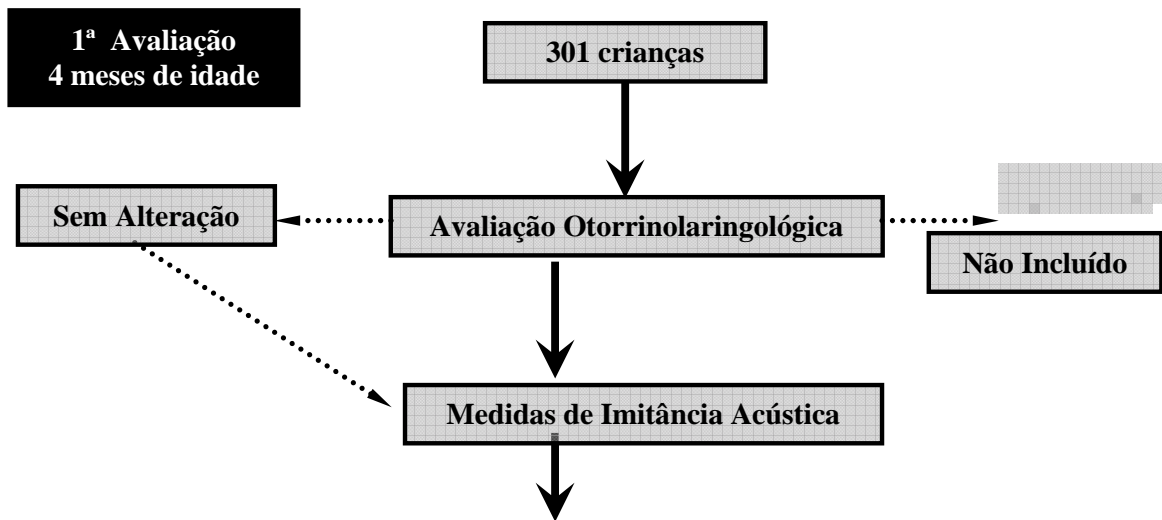 1ª Avaliação
4 meses de idade
301 crianças
Sem Alteração
Avaliação Otorrinolaringológica
Não Incluído
Medidas de Imitância Acústica